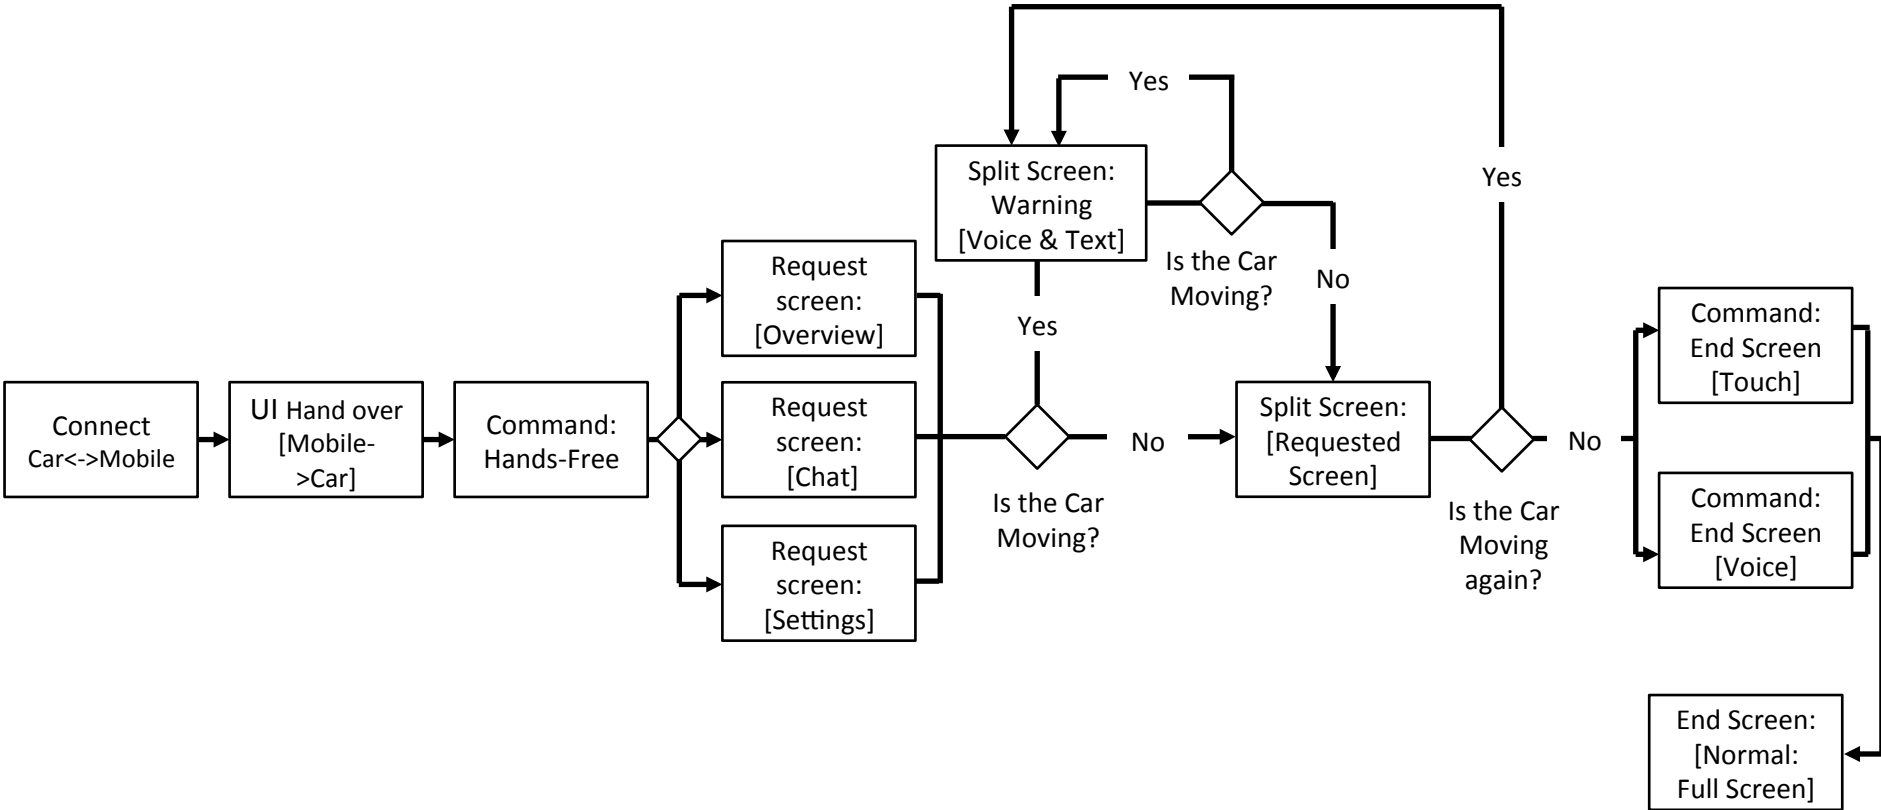 Connect
Car<->Mobile
UI Hand over
[Mobile-
>Car]
Command:
Hands-Free
Request
screen:
[Overview]
Request
screen:
[Chat]
Request
screen:
[Settings]
Is the Car
Moving?
Yes
No
Split Screen:
Warning
[Voice & Text]
Yes
Is the Car
Moving?
No
Split Screen:
[Requested
Screen]
Yes
Is the Car
Moving
again?
No
Command:
End Screen
[Touch]
Command:
End Screen
[Voice]
End Screen:
[Normal:
Full Screen]